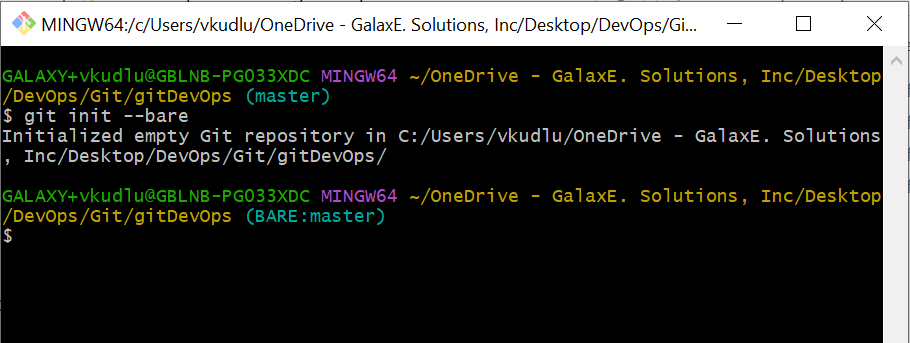 MINGW64:/c/Users/vkudlu/OneDrive - GalaxE. Solutions, Inc/Desktop/DevOps/Gi...
GALAXY+vkudlu@GBLNB-PG033XDC MINGW64 ~/OneDrive - GalaxE. Solutions, Inc/Desktop
/DevOps/Git/gitDevOps (master)
$ git init --bare
Initialized empty Git repository in C:/Users/vkudlu/OneDrive - GalaxE. Solutions
, Inc/Desktop/DevOps/Git/gitDevOps/
GALAXY+vkudlu@GBLNB-PG033XDC MINGW64 ~/OneDrive - GalaxE. Solutions, Inc/Desktop
/DevOps/Git/gitDevOps (BARE:master)
$